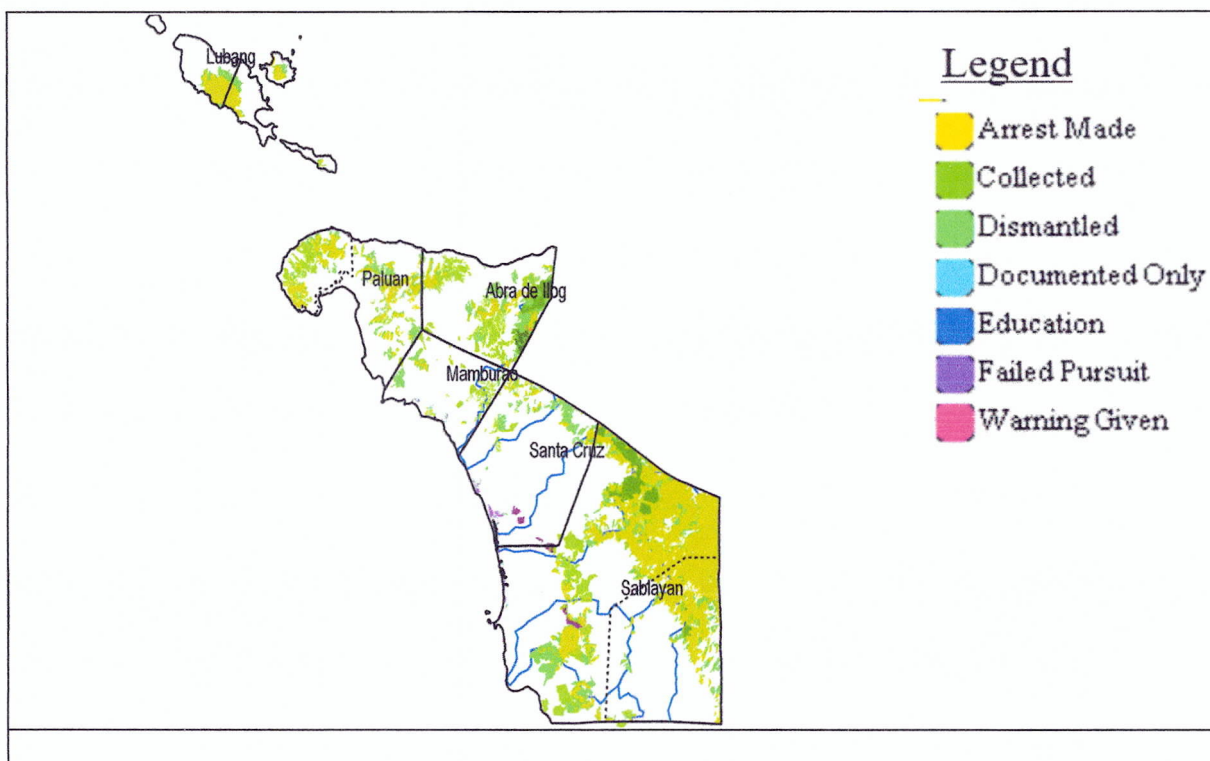 Lubang
Paluan
Abra de Ilog
Mamburao
Santa Cruz
Sablayan
Legend
Arrest Made
Collected
Dismantled
Documented Only
Education
Failed Pursuit
Warning Given